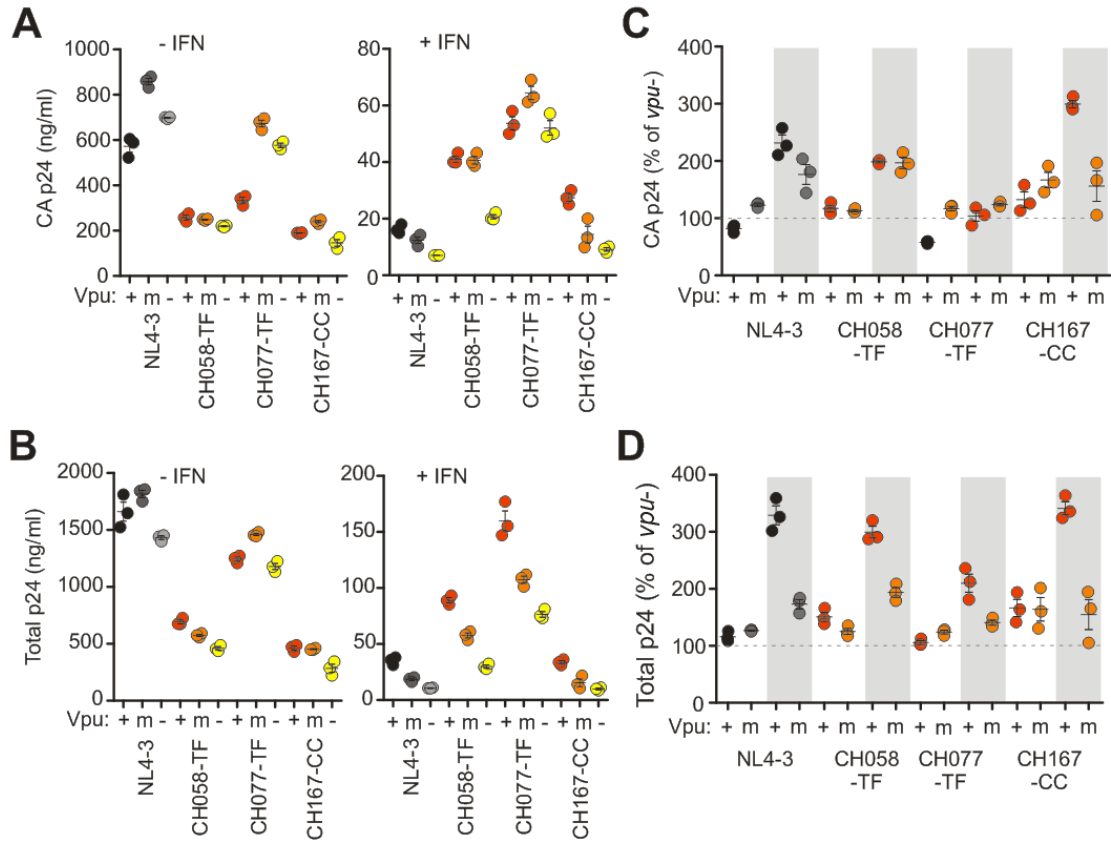 A
- IFN
+ IFN
CA p24 (ng/ml)
1000
800
600
400
200
0
80
60
40
20
0
Vpu: + m - + m - + m - + m -
+ m - + m - + m - + m -
NL4-3
CH058-TF
CH077-TF
CH167-CC
NL4-3
CH058-TF
CH077-TF
CH167-CC
C
CA p24 (% of vpu-)
400
300
200
100
0
Vpu: + m + m + m + m + m + m + m + m
NL4-3
CH058
-TF
CH077
-TF
CH167
-CC
B
- IFN
+ IFN
Total p24 (ng/ml)
2000
1500
1000
500
0
200
150
100
50
0
Vpu: + m - + m - + m - + m -
+ m - + m - + m - + m -
NL4-3
CH058-TF
CH077-TF
CH167-CC
NL4-3
CH058-TF
CH077-TF
CH167-CC
D
Total p24 (% of vpu-)
400
300
200
100
0
Vpu: + m + m + m + m + m + m + m + m
NL4-3
CH058
-TF
CH077
-TF
CH167
-CC